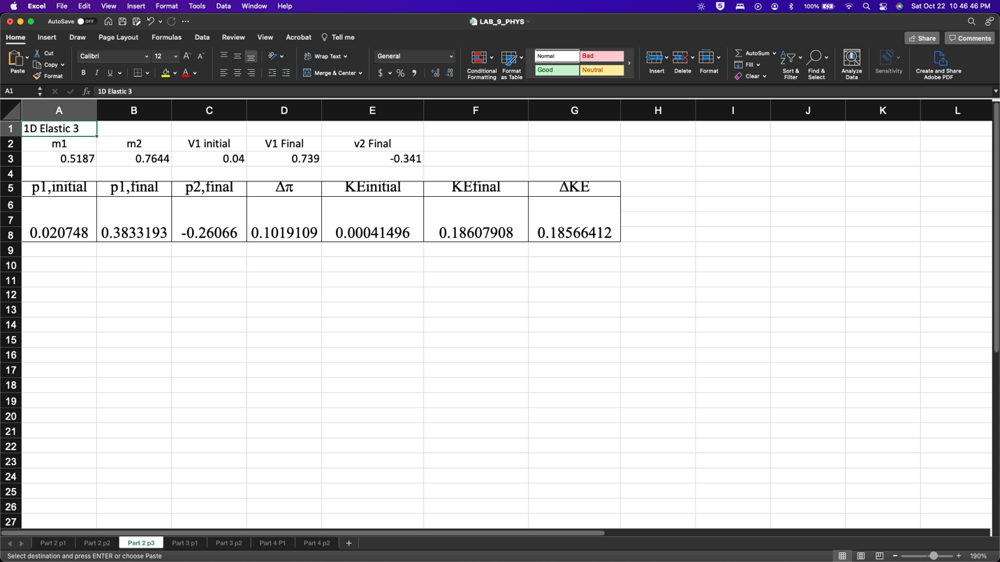 Excel File Edit View Insert Format Tools Data Window Help 100% Sat Oct 22 10 46 46 PM
AutoSave OFF LAB_9_PHYS
Home Insert Draw Page Layout Formulas Data Review View Acrobat Tell me Share Comments
Paste Cut Copy Format
Calibri 12 A A
B I U A
Wrap Text
Merge & Center
General
$ % 9
Conditional Formatting Format as Table
Normal Bad
Good Neutral
Insert Delete Format
AutoSum Fill Clear
Sort & Filter Find & Select
Analyze Data Sensitivity Create and Share Adobe PDF
A1 fx 1D Elastic 3
A B C D E F G H I J K L
1 1D Elastic 3
2 m1 m2 V1 initial V1 Final v2 Final
3 0.5187 0.7644 0.04 0.739 -0.341
4
5 p1,initial p1,final p2,final Δπ KEinitial KEfinal ΔKE
6
7
8 0.020748 0.3833193 -0.26066 0.1019109 0.00041496 0.18607908 0.18566412
9
10
11
12
13
14
15
16
17
18
19
20
21
22
23
24
25
26
27
Part 2 p1 Part 2 p2 Part 2 p3 Part 3 p1 Part 3 p2 Part 4 P1 Part 4 p2 +
Select destination and press ENTER or choose Paste 190%